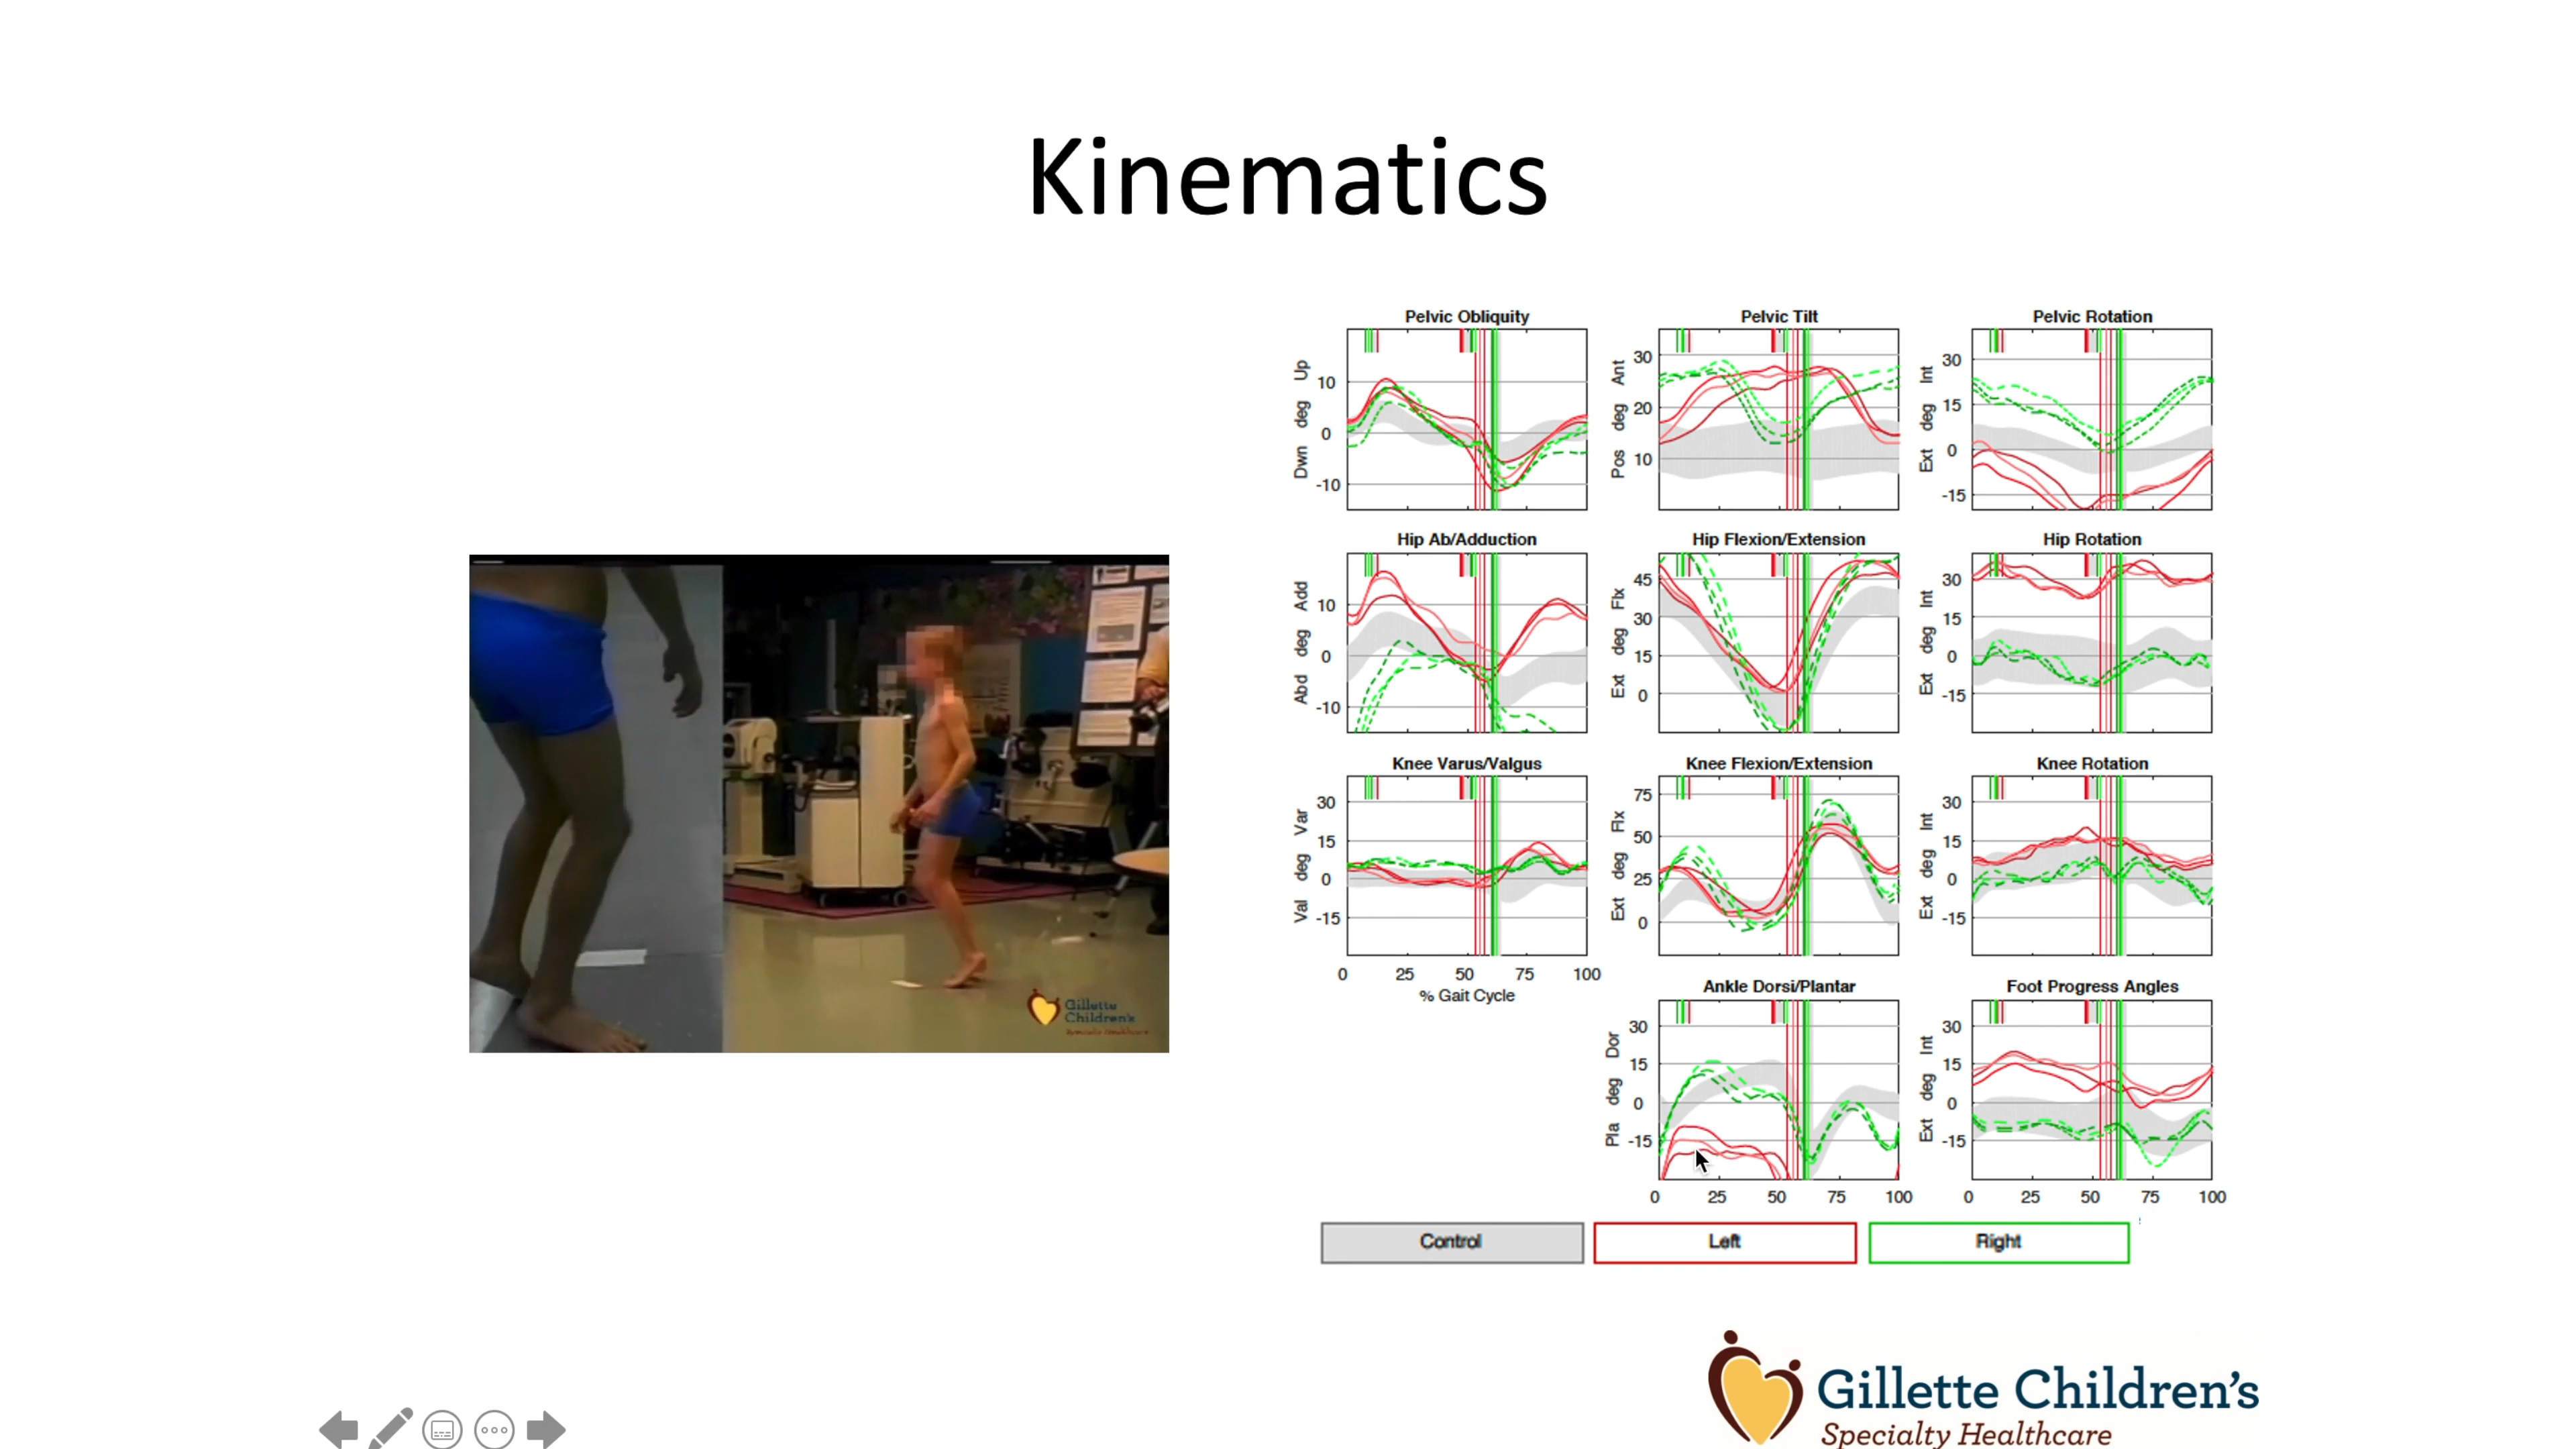 Kinematics
Pelvic Obliquity
Pelvic Tilt
Pelvic Rotation
Dwn deg Up
10
0
-10
Pos deg Ant
30
20
10
Ext deg Int
30
15
0
-15
Hip Ab/Adduction
Hip Flexion/Extension
Hip Rotation
Abd deg Add
10
0
-10
Ext deg Flx
45
30
15
0
Ext deg Int
30
15
0
-15
Knee Varus/Valgus
Knee Flexion/Extension
Knee Rotation
Val deg Var
30
15
0
-15
Ext deg Flx
75
50
25
0
Ext deg Int
30
15
0
-15
0 25 50 75 100
% Gait Cycle
Ankle Dorsi/Plantar
Foot Progress Angles
Pla deg Dor
30
15
0
-15
Ext deg Int
30
15
0
-15
0 25 50 75 100
0 25 50 75 100
Control
Left
Right
Gillette
Children's
Specialty Healthcare
Gillette Children's
Specialty Healthcare